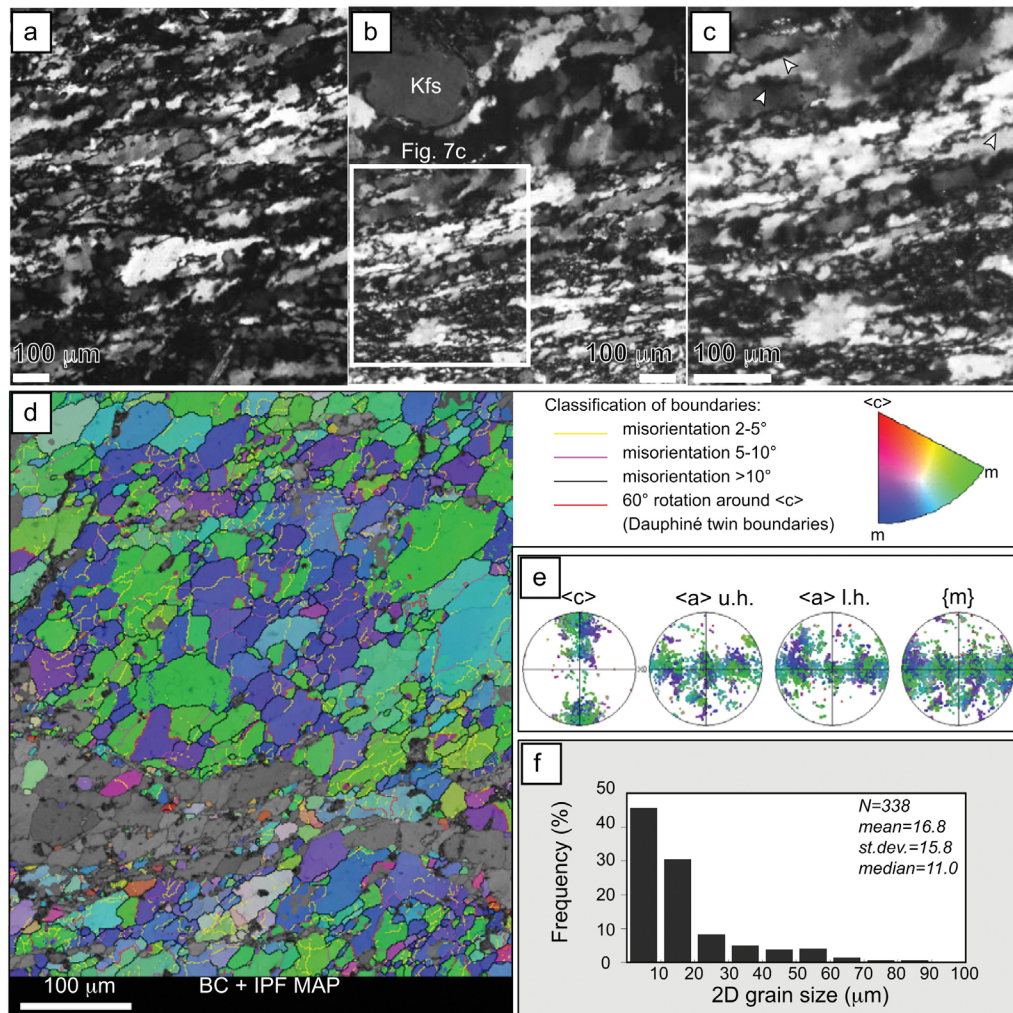 a
b
c
Kfs
Fig. 7c
100 μm
100 μm
100 μm
d
Classification of boundaries:
misorientation 2-5°
misorientation 5-10°
misorientation >10°
60° rotation around <c>
(Dauphiné twin boundaries)
<c>
m
m
e
<c>
<a> u.h.
<a> l.h.
{m}
f
Frequency (%)
50
40
30
20
10
0
N=338
mean=16.8
st.dev.=15.8
median=11.0
10 20 30 40 50 60 70 80 90 100
2D grain size (μm)
100 μm
BC + IPF MAP